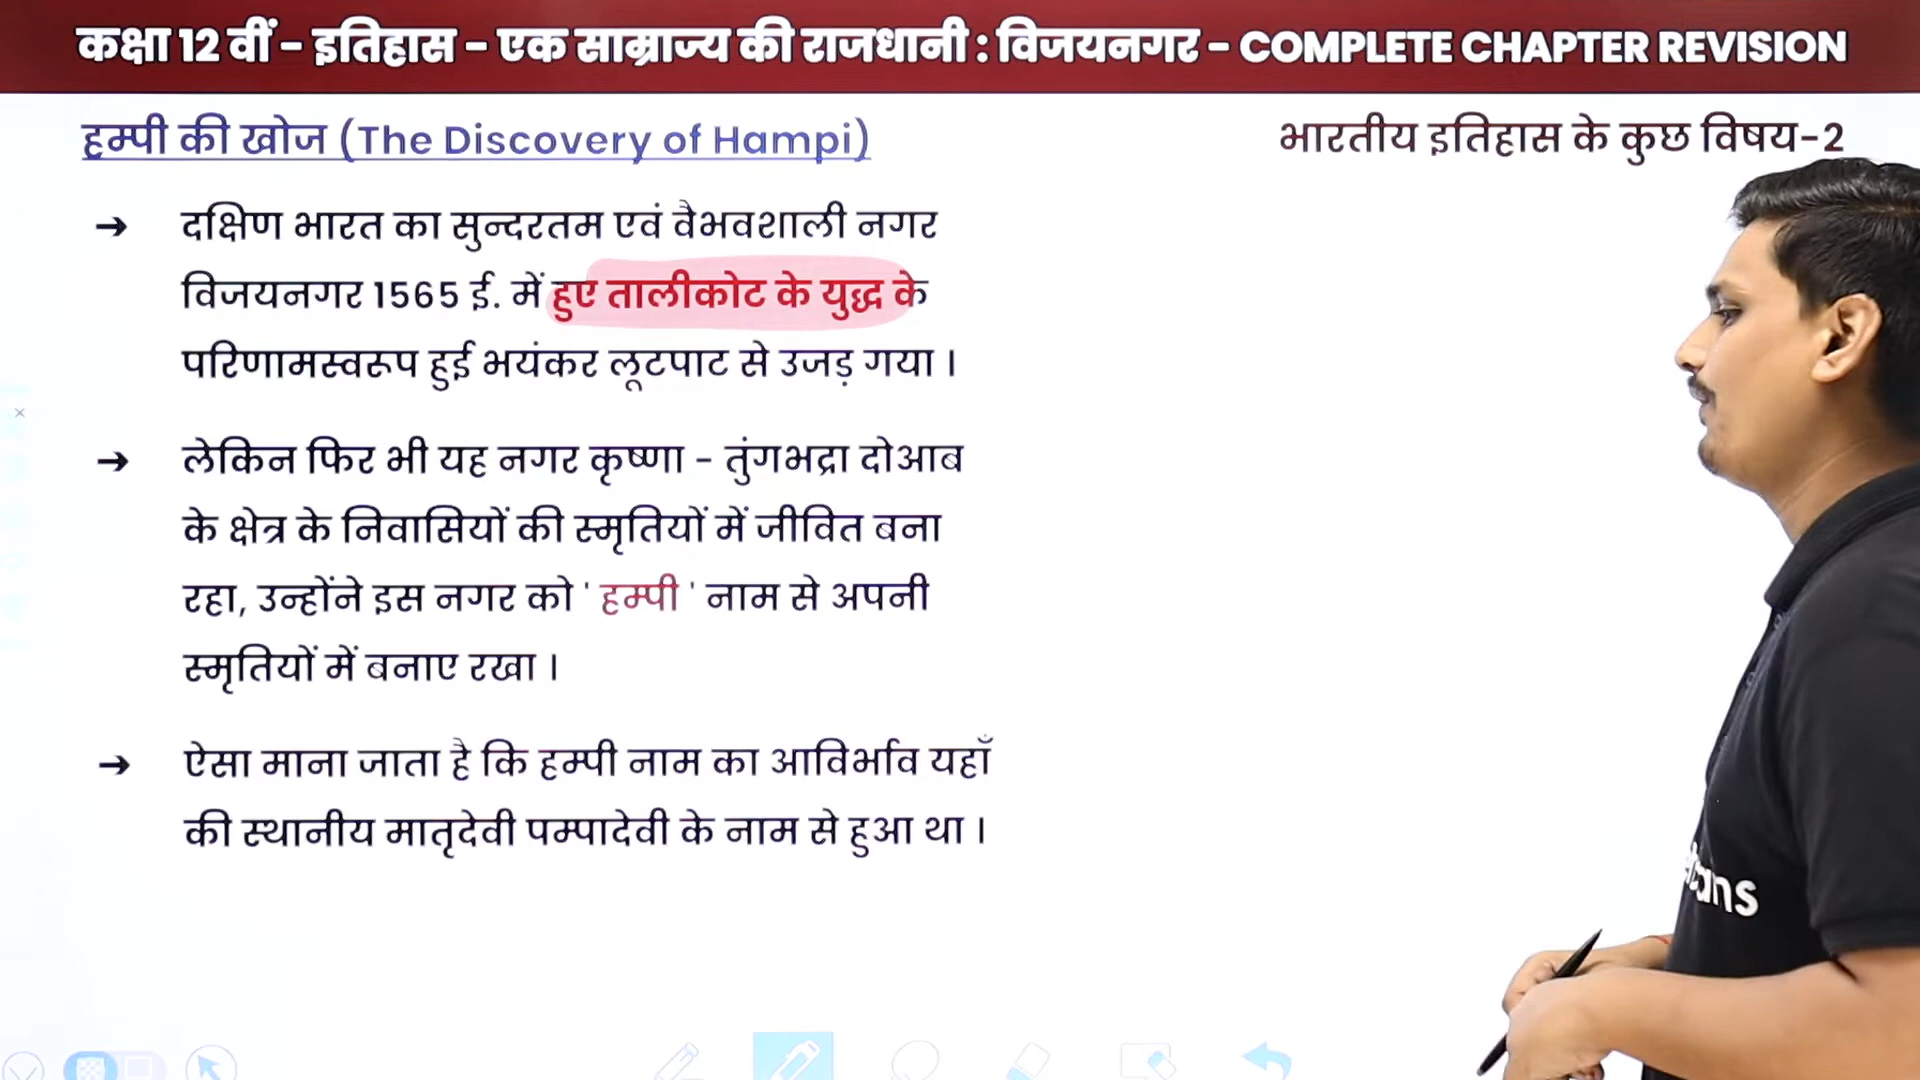 कक्षा 12 वीं - इतिहास - एक साम्राज्य की राजधानी : विजयनगर - COMPLETE CHAPTER REVISION
हम्पी की खोज (The Discovery of Hampi)
भारतीय इतिहास के कुछ विषय-2
→ दक्षिण भारत का सुन्दरतम एवं वैभवशाली नगर
विजयनगर 1565 ई. में हुए तालीकोट के युद्ध के
परिणामस्वरूप हुई भयंकर लूटपाट से उजड़ गया ।
→ लेकिन फिर भी यह नगर कृष्णा - तुंगभद्रा दोआब
के क्षेत्र के निवासियों की स्मृतियों में जीवित बना
रहा, उन्होंने इस नगर को ' हम्पी ' नाम से अपनी
स्मृतियों में बनाए रखा ।
→ ऐसा माना जाता है कि हम्पी नाम का आविर्भाव यहाँ
की स्थानीय मातृदेवी पम्पादेवी के नाम से हुआ था ।